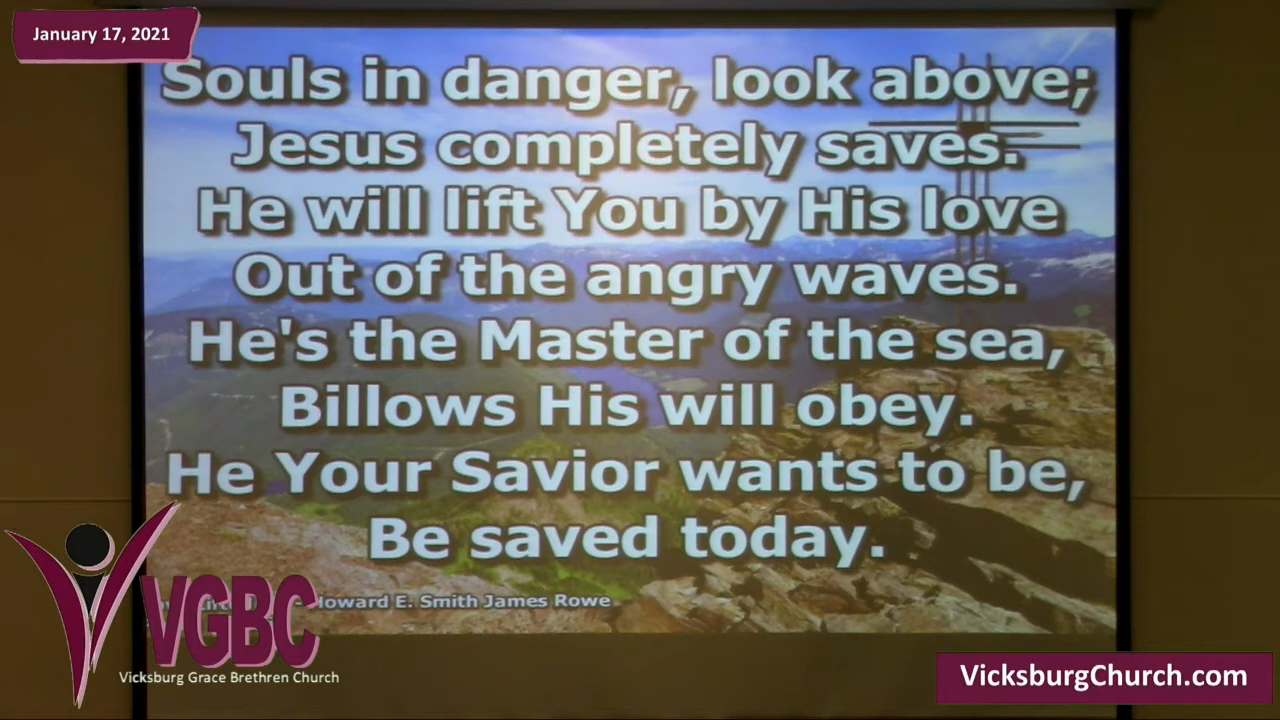 January 17, 2021
Souls in danger, look above;
Jesus completely saves.
He will lift You by His love
Out of the angry waves.
He's the Master of the sea,
Billows His will obey.
He Your Savior wants to be,
Be saved today.
Howard E. Smith James Rowe
VGBC
Vicksburg Grace Brethren Church
VicksburgChurch.com